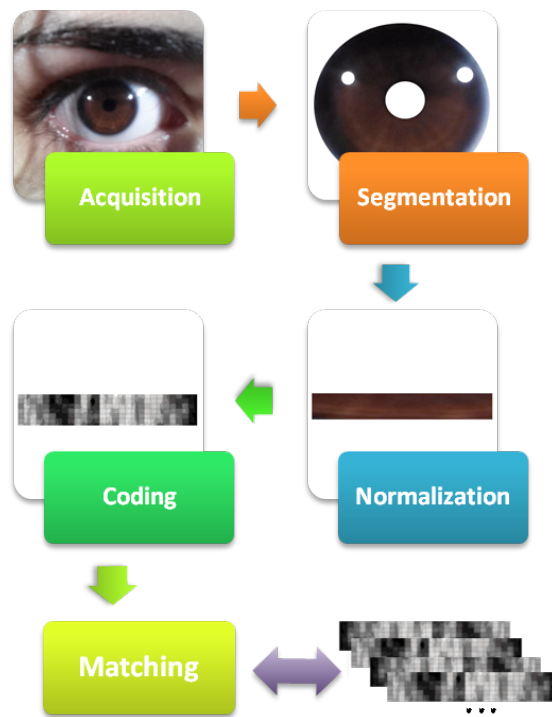 Acquisition
Segmentation
Coding
Normalization
Matching
...